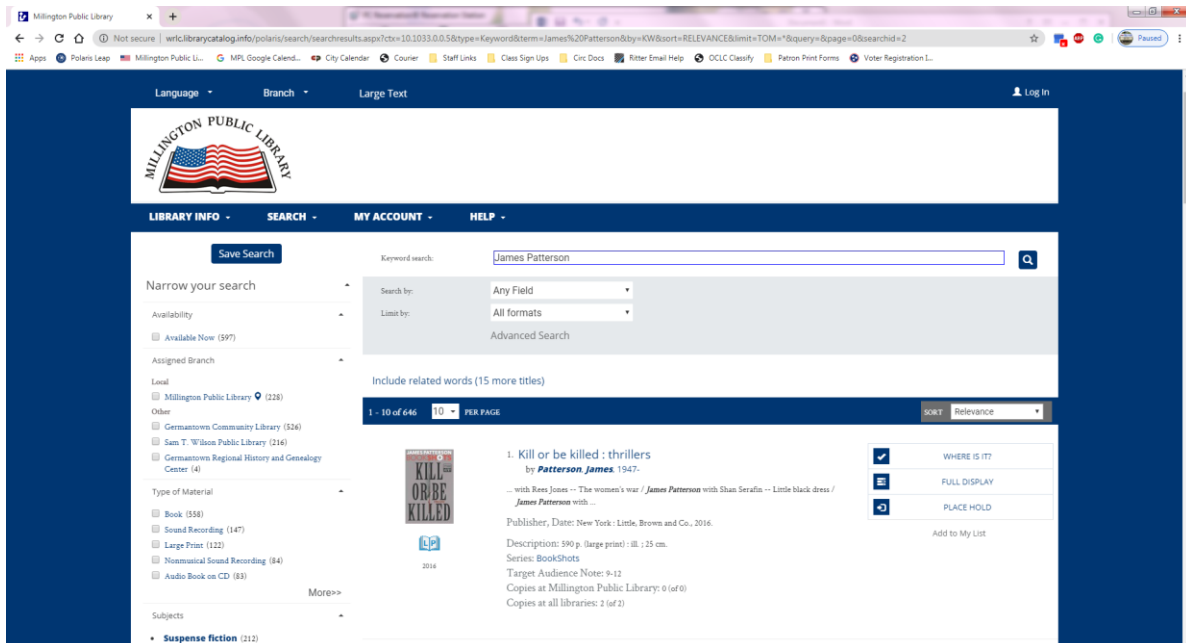 Millington Public Library
Not secure | wrlc.librarycatalog.info/polaris/search/searchresults.aspx?ctx=10.1033.0.0.5&type=Keyword&term=James%20Patterson&by=KW&sort=RELEVANCE&limit=TOM=*&query=&page=0&searchid=2
Paused
Apps Polaris Leap Millington Public Li... MPL Google Calend... City Calendar Courier Staff Links Class Sign Ups Circ Docs Ritter Email Help OCLC Classify Patron Print Forms Voter Registration I...
Language Branch Large Text Log In
MILLINGTON PUBLIC LIBRARY
LIBRARY INFO SEARCH MY ACCOUNT HELP
Save Search
Keyword search: James Patterson
Narrow your search
Search by: Any Field
Availability
Limit by: All formats
Available Now (597)
Advanced Search
Assigned Branch
Local
Include related words (15 more titles)
Millington Public Library (228)
Other
1 - 10 of 646 10 PER PAGE SORT Relevance
Germantown Community Library (526)
Sam T. Wilson Public Library (216)
Germantown Regional History and Genealogy
Center (4)
Type of Material
Book (558)
Sound Recording (147)
Large Print (122)
Nonmusical Sound Recording (84)
Audio Book on CD (83)
More>>
Subjects
• Suspense fiction (212)
JAMES PATTERSON
KILL
OR BE
KILLED
LP
2016
1. Kill or be killed : thrillers
by Patterson, James, 1947-
... with Rees Jones -- The women's war / James Patterson with Shan Serafin -- Little black dress /
James Patterson with ...
Publisher, Date: New York : Little, Brown and Co., 2016.
Description: 590 p. (large print) : ill. ; 25 cm.
Series: BookShots
Target Audience Note: 9-12
Copies at Millington Public Library: 0 (of 0)
Copies at all libraries: 2 (of 2)
WHERE IS IT?
FULL DISPLAY
PLACE HOLD
Add to My List